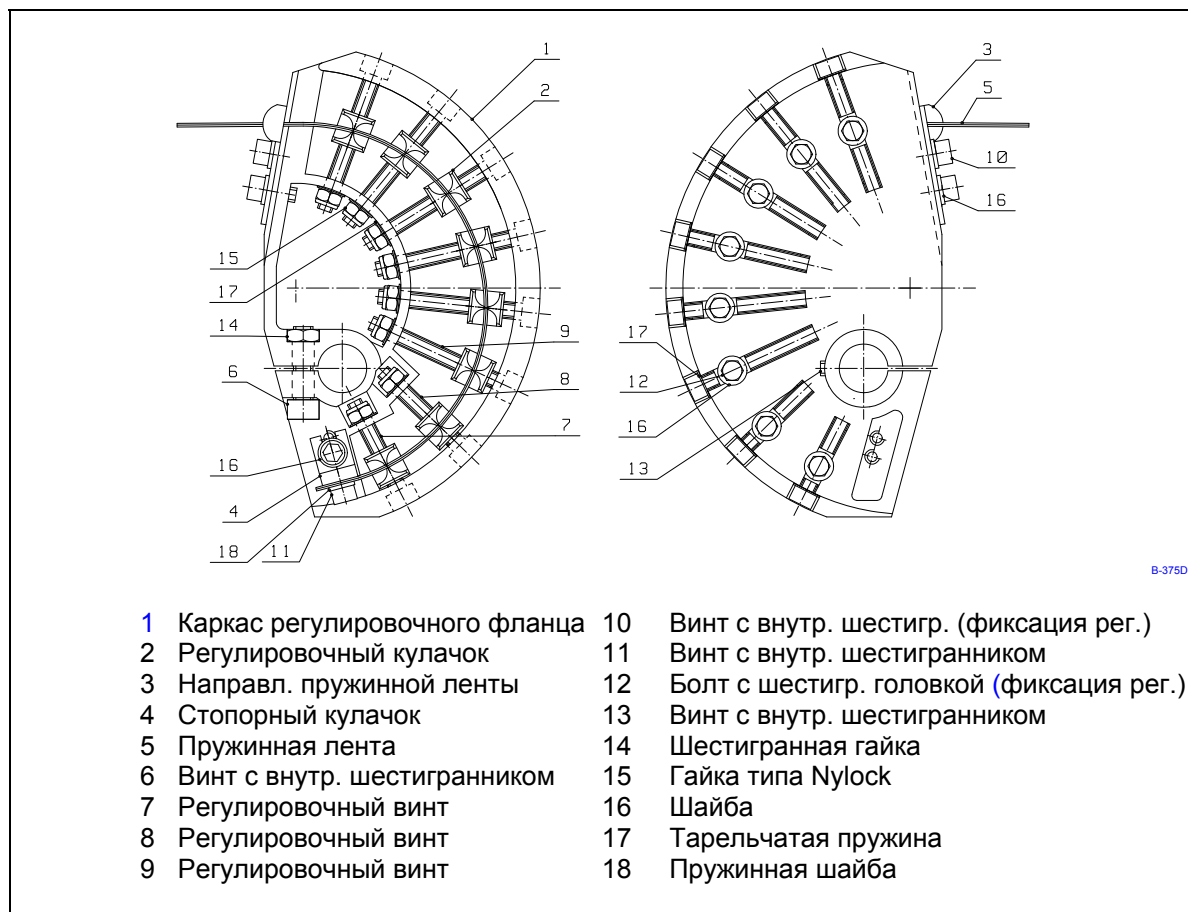 1
2
3
5
10
16
15
17
14
6
9
8
7
16
4
18 11
17
12
16
13
B-375D
1 Каркас регулировочного фланца 10 Винт с внутр. шестигр. (фиксация рег.)
2 Регулировочный кулачок 11 Винт с внутр. шестигранником
3 Направл. пружинной ленты 12 Болт с шестигр. головкой (фиксация рег.)
4 Стопорный кулачок 13 Винт с внутр. шестигранником
5 Пружинная лента 14 Шестигранная гайка
6 Винт с внутр. шестигранником 15 Гайка типа Nylock
7 Регулировочный винт 16 Шайба
8 Регулировочный винт 17 Тарельчатая пружина
9 Регулировочный винт 18 Пружинная шайба